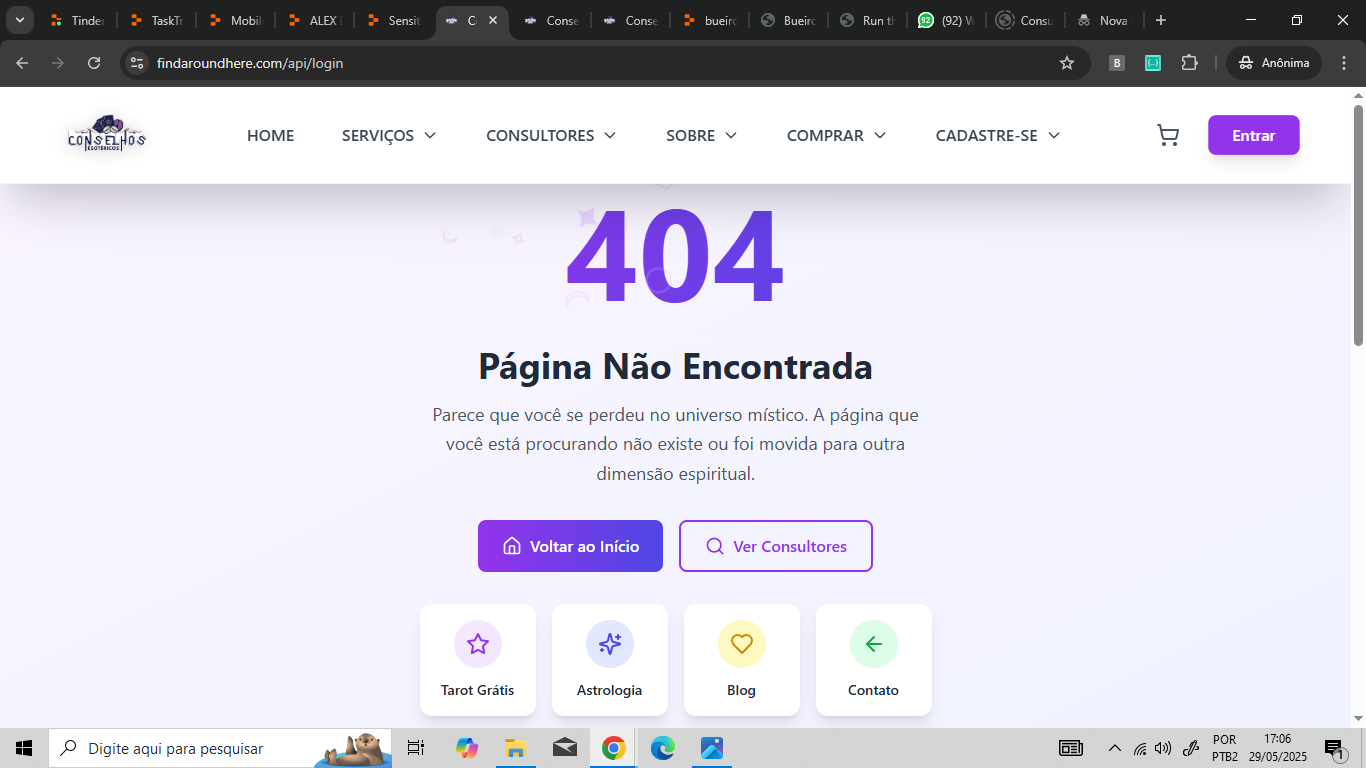 Tinder
TaskTr
Mobile
ALEX
Sensit
Conse
Conse
bueiro
Bueiro
Run th
(92) W
Consu
Nova
findaroundhere.com/api/login
B
Anônima
CONSELHOS
ESOTÉRICOS
HOME
SERVIÇOS
CONSULTORES
SOBRE
COMPRAR
CADASTRE-SE
Entrar
404
Página Não Encontrada
Parece que você se perdeu no universo místico. A página que
você está procurando não existe ou foi movida para outra
dimensão espiritual.
Voltar ao Início
Ver Consultores
Tarot Grátis
Astrologia
Blog
Contato
Digite aqui para pesquisar
POR
PTB2
17:06
29/05/2025
1